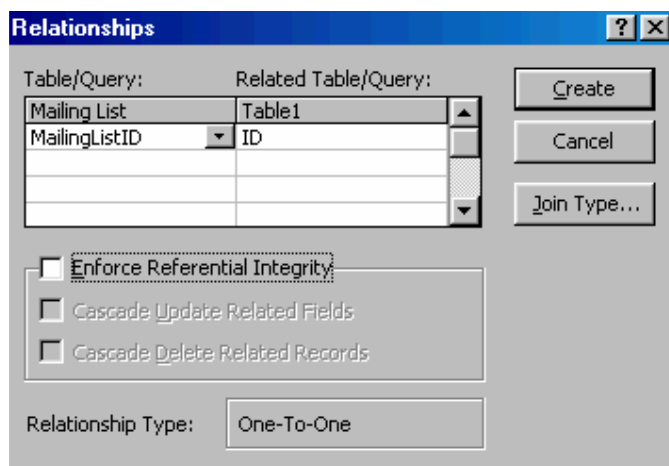 Relationships
Table/Query: Related Table/Query:
Mailing List Table1
MailingListID ID
Create
Cancel
Join Type...
Enforce Referential Integrity
Cascade Update Related Fields
Cascade Delete Related Records
Relationship Type: One-To-One